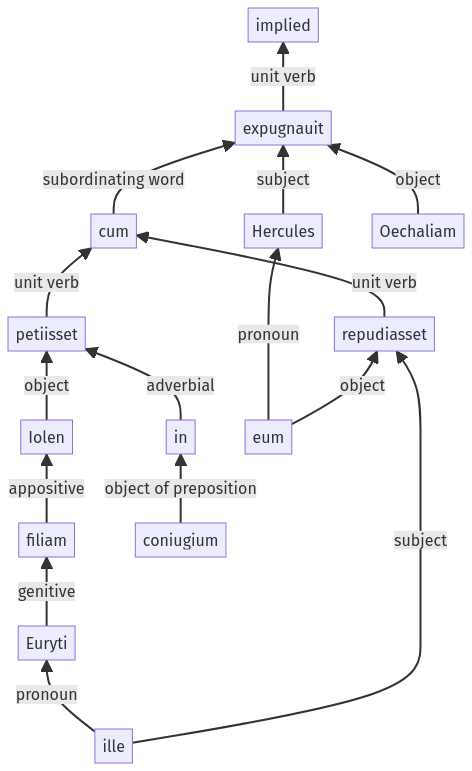 implied
unit verb
expugnauit
subordinating word
subject
object
cum
Hercules
Oechaliam
unit verb
unit verb
petiisset
pronoun
repudiasset
object
adverbial
object
Iolen
in
eum
appositive
object of preposition
filiam
coniugium
subject
genitive
Euryti
pronoun
ille